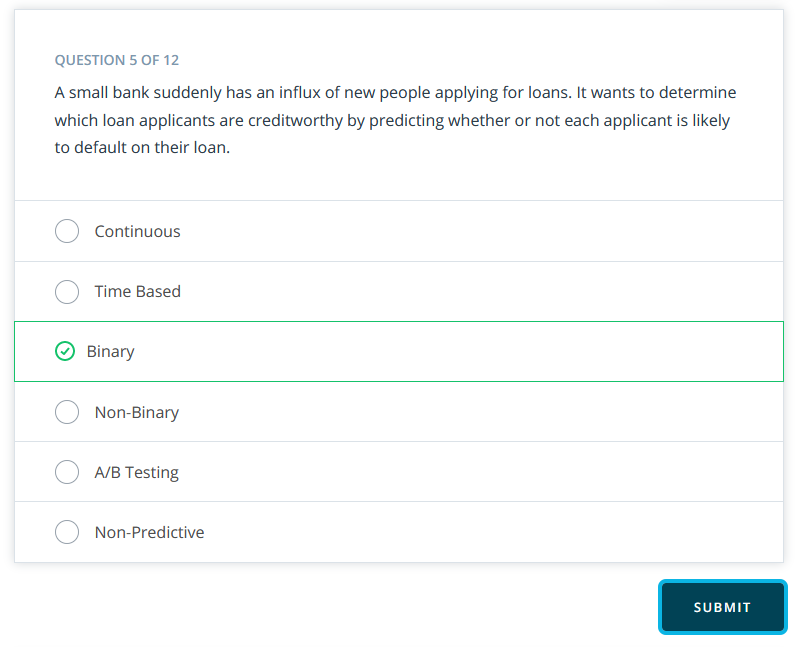 QUESTION 5 OF 12
A small bank suddenly has an influx of new people applying for loans. It wants to determine
which loan applicants are creditworthy by predicting whether or not each applicant is likely
to default on their loan.
Continuous
Time Based
Binary
Non-Binary
A/B Testing
Non-Predictive
SUBMIT